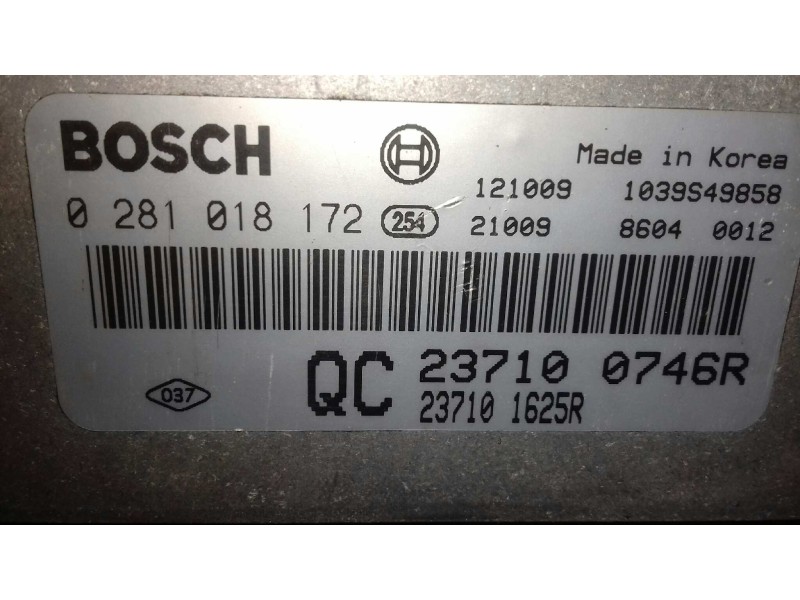 BOSCH
Made in Korea
121009 1039S49858
0 281 018 172 254 21009 8604 0012
037
QC 23710 0746R
23710 1625R